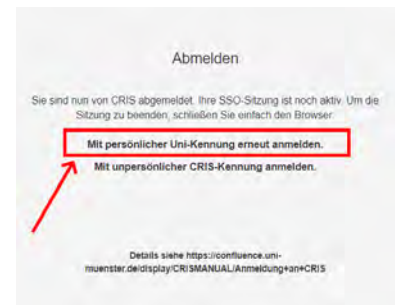 Abmelden
Sie sind nun von CRIS abgemeldet. Ihre SSO-Sitzung ist noch aktiv. Um die
Sitzung zu beenden, schließen Sie einfach den Browser.
Mit persönlicher Uni-Kennung erneut anmelden.
Mit unpersönlicher CRIS-Kennung anmelden.
Details siehe https://confluence.uni-
muenster.de/display/CRISMANUAL/Anmeldung+an+CRIS